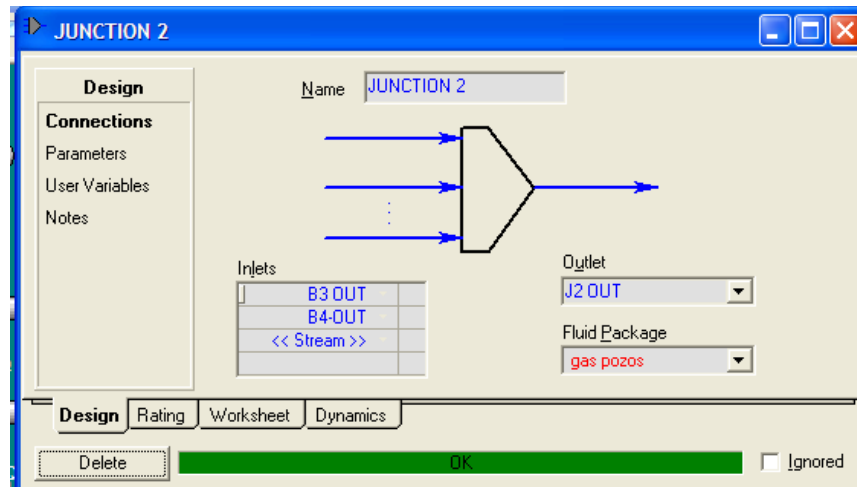 JUNCTION 2
Design
Connections
Parameters
User Variables
Notes
Name JUNCTION 2
Inlets
B3 OUT
B4-OUT
<< Stream >>
Outlet
J2 OUT
Fluid Package
gas pozos
Design Rating Worksheet Dynamics
Delete OK Ignored